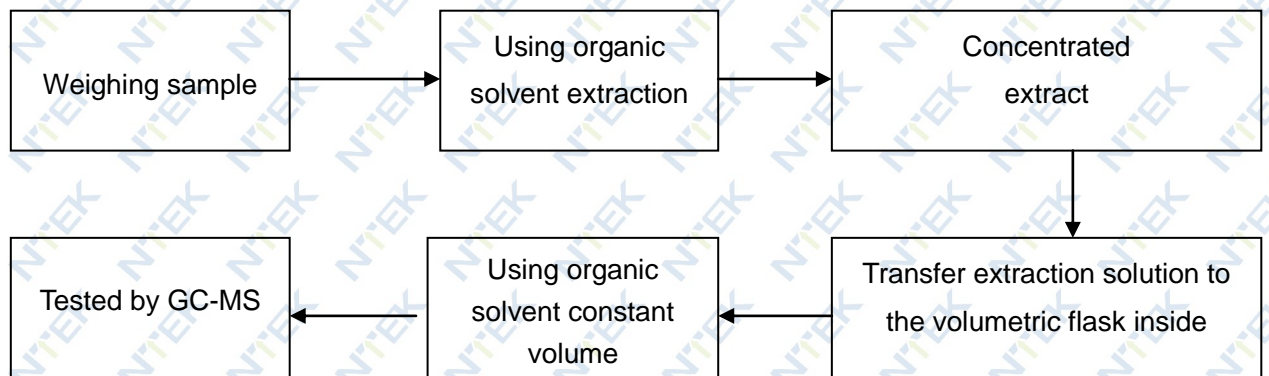 Weighing sample
Using organic
solvent extraction
Concentrated
extract
Transfer extraction solution to
the volumetric flask inside
Using organic
solvent constant
volume
Tested by GC-MS
NTEK